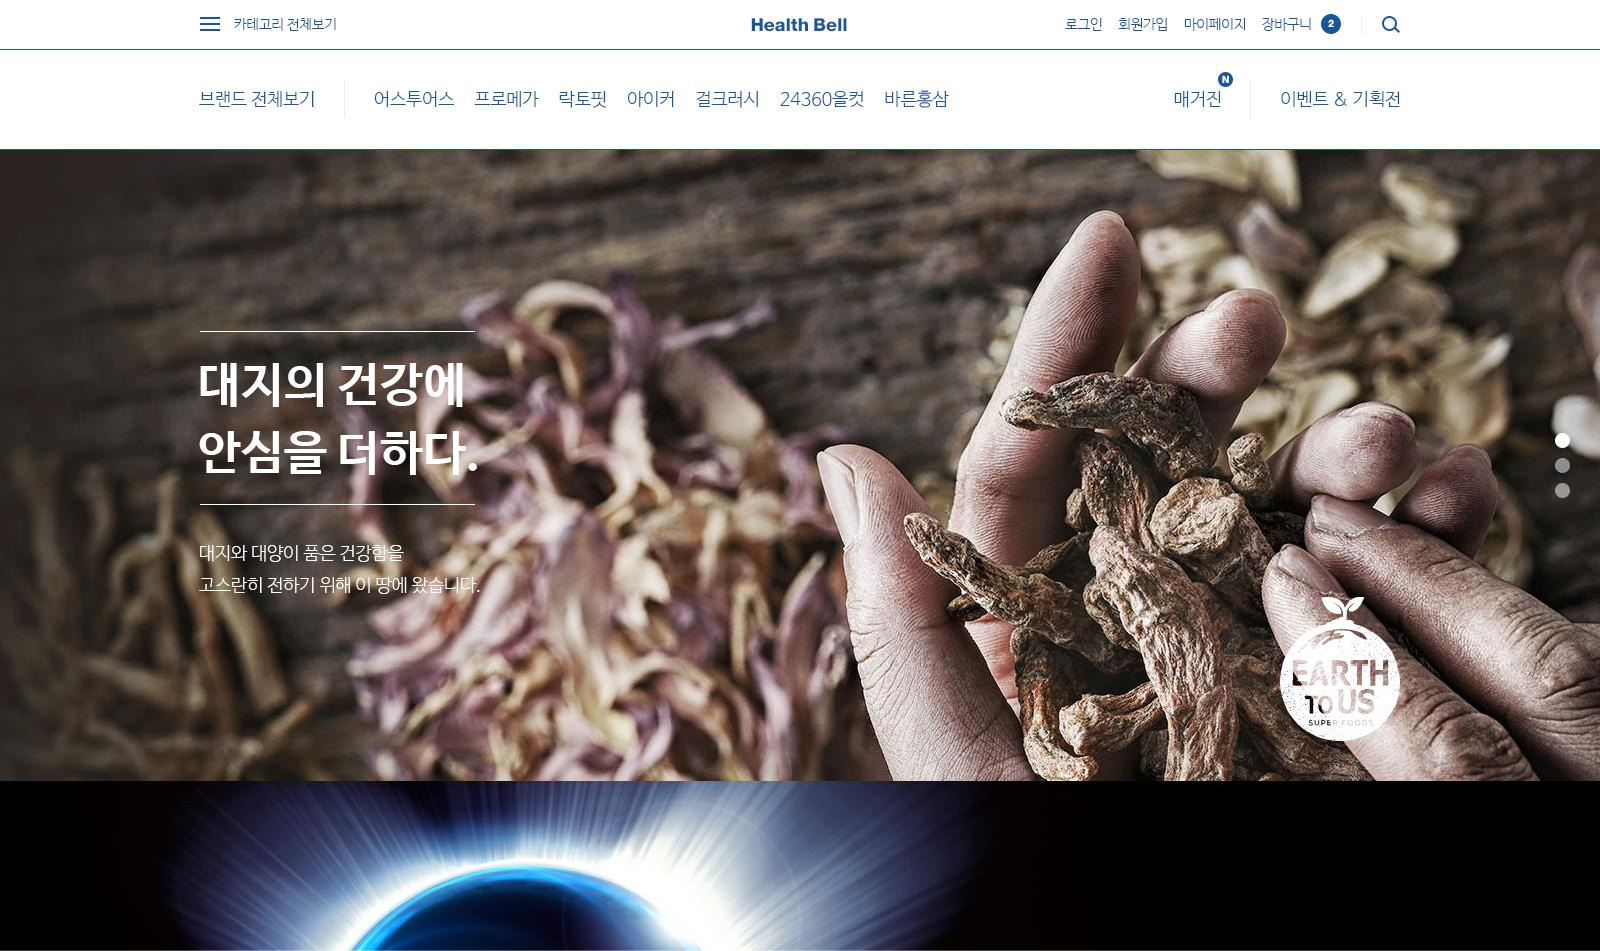 카테고리 전체보기
Health Bell
로그인 회원가입 마이페이지 장바구니 2
브랜드 전체보기 어스투어스 프로메가 락토핏 아이커 걸크러시 24360올컷 바른홍삼 매거진 N 이벤트 & 기획전
대지의 건강에
안심을 더하다.
대지와 대양이 품은 건강함을
고스란히 전하기 위해 이 땅에 왔습니다.
EARTH
TO US
SUPER FOODS